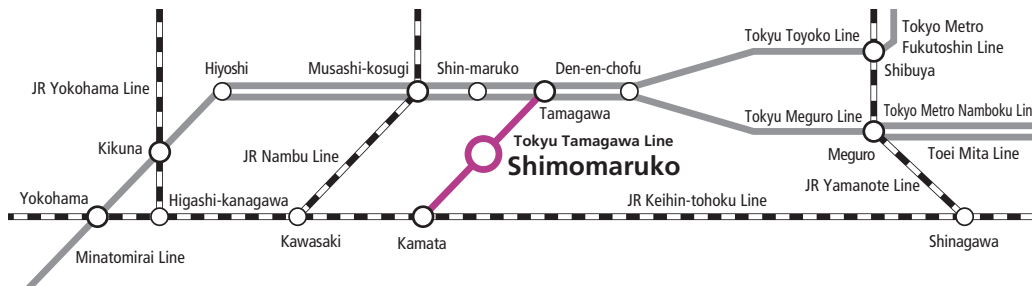 Tokyu Toyoko Line
Tokyo Metro
Fukutoshin Line
Shibuya
Hiyoshi
Musashi-kosugi
Shin-maruko
Den-en-chofu
JR Yokohama Line
Tamagawa
Tokyu Meguro Line
Tokyo Metro Namboku Lin
Meguro
Toei Mita Line
Kikuna
JR Nambu Line
Tokyu Tamagawa Line
Shimomaruko
JR Yamanote Line
Yokohama
Higashi-kanagawa
JR Keihin-tohoku Line
Kawasaki
Kamata
Shinagawa
Minatomirai Line